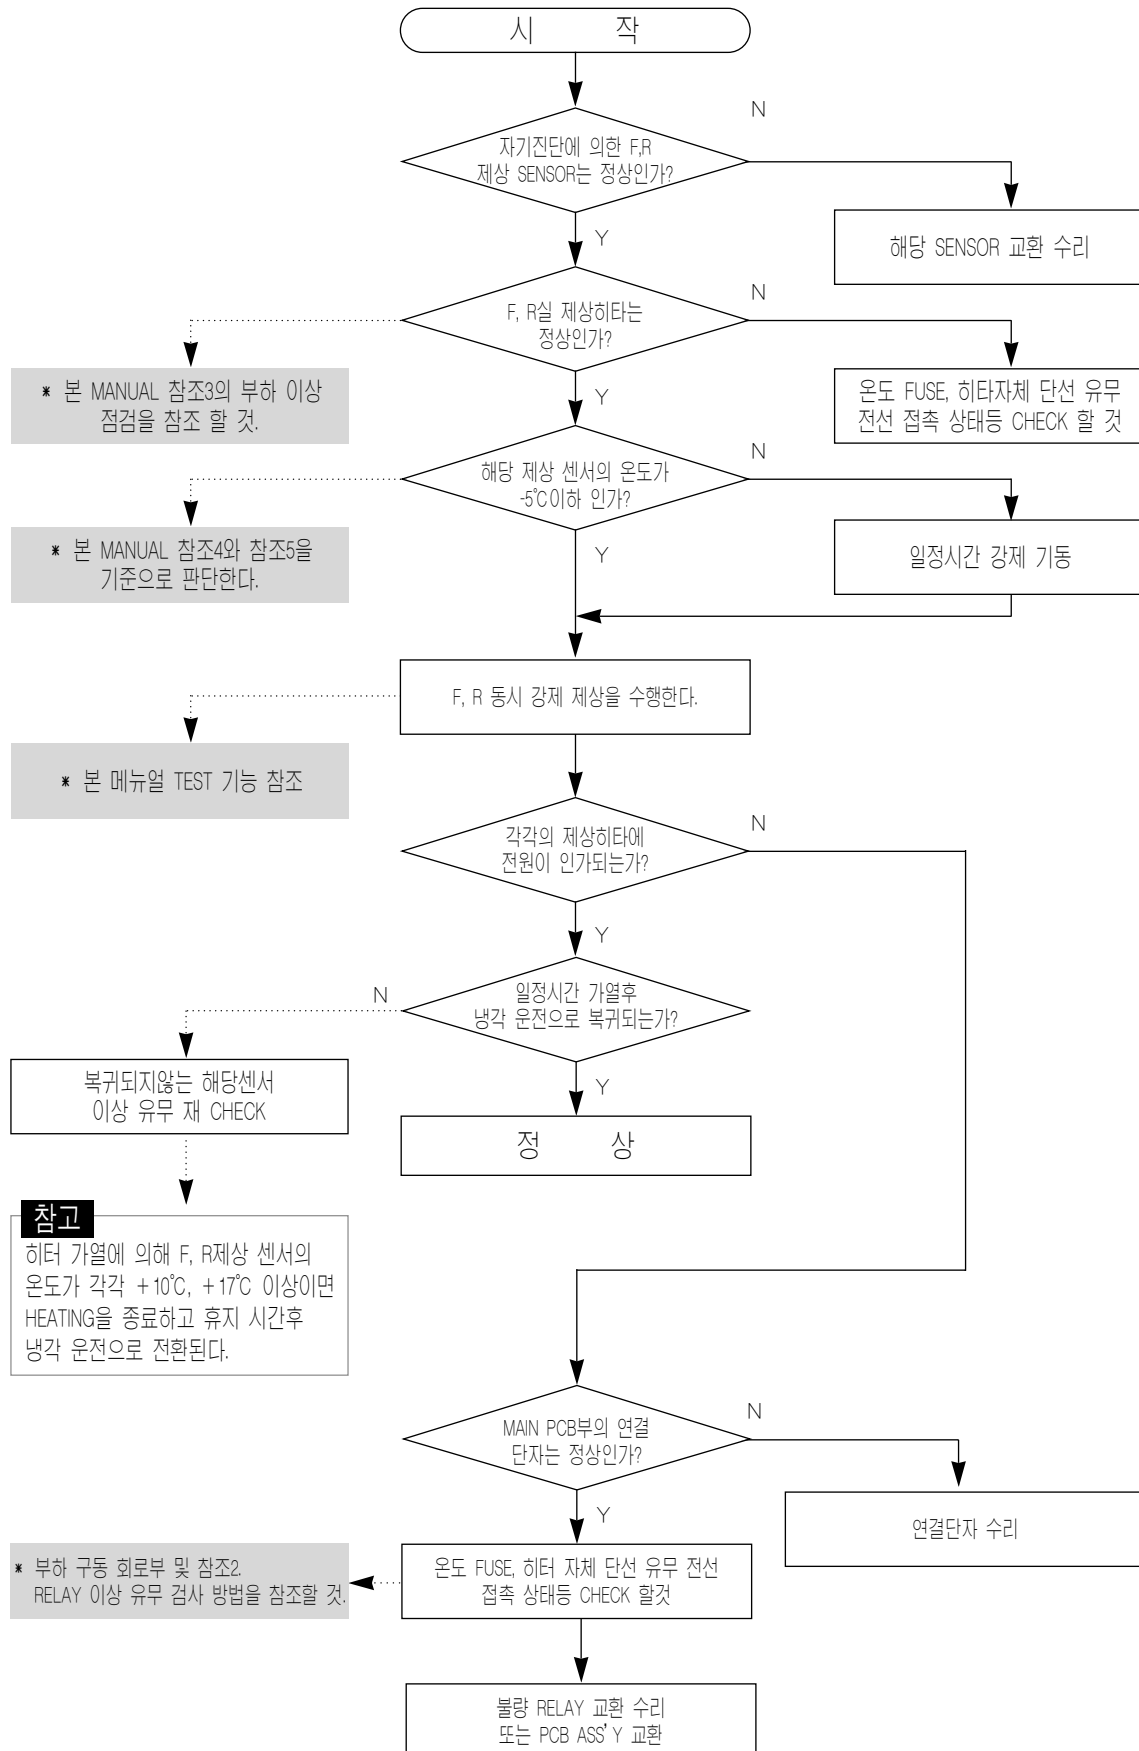 시 작
N
자기진단에 의한 F,R
제상 SENSOR는 정상인가?
Y
해당 SENSOR 교환 수리
N
F, R실 제상히타는
정상인가?
Y
* 본 MANUAL 참조3의 부하 이상
점검을 참조 할 것.
온도 FUSE, 히타자체 단선 유무
전선 접촉 상태등 CHECK 할 것
N
해당 제상 센서의 온도가
-5℃이하 인가?
Y
* 본 MANUAL 참조4와 참조5을
기준으로 판단한다.
일정시간 강제 기동
F, R 동시 강제 제상을 수행한다.
* 본 메뉴얼 TEST 기능 참조
N
각각의 제상히타에
전원이 인가되는가?
Y
N
일정시간 가열후
냉각 운전으로 복귀되는가?
Y
복귀되지않는 해당센서
이상 유무 재 CHECK
정 상
참고
히터 가열에 의해 F, R제상 센서의
온도가 각각 +10℃, +17℃ 이상이면
HEATING을 종료하고 휴지 시간후
냉각 운전으로 전환된다.
N
MAIN PCB부의 연결
단자는 정상인가?
Y
연결단자 수리
* 부하 구동 회로부 및 참조2.
RELAY 이상 유무 검사 방법을 참조할 것.
온도 FUSE, 히터 자체 단선 유무 전선
접촉 상태등 CHECK 할것
불량 RELAY 교환 수리
또는 PCB ASS'Y 교환